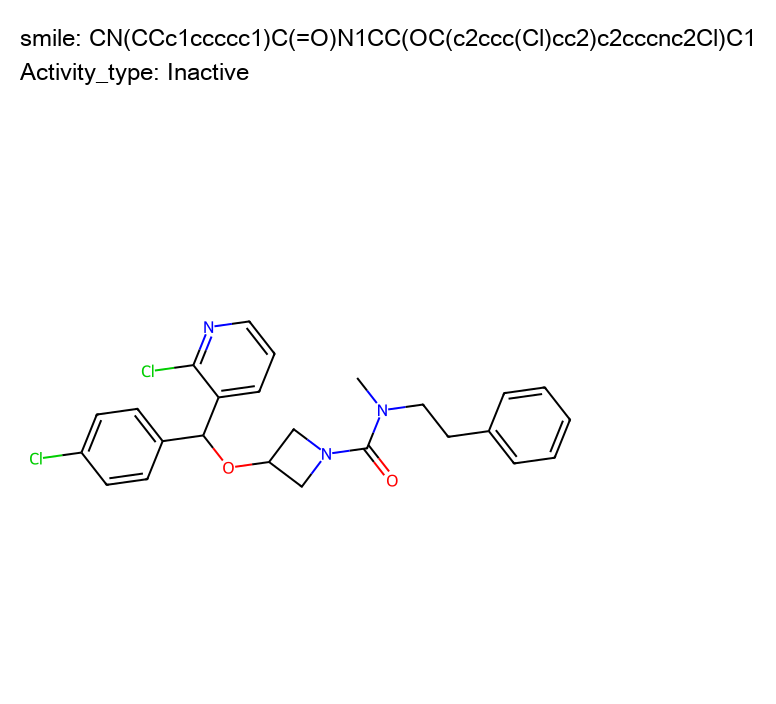 smile: CN(CCc1ccccc1)C(=O)N1CC(OC(c2ccc(Cl)cc2)c2cccnc2Cl)C1
Activity_type: Inactive
N
Cl
N
Cl
N
O
O